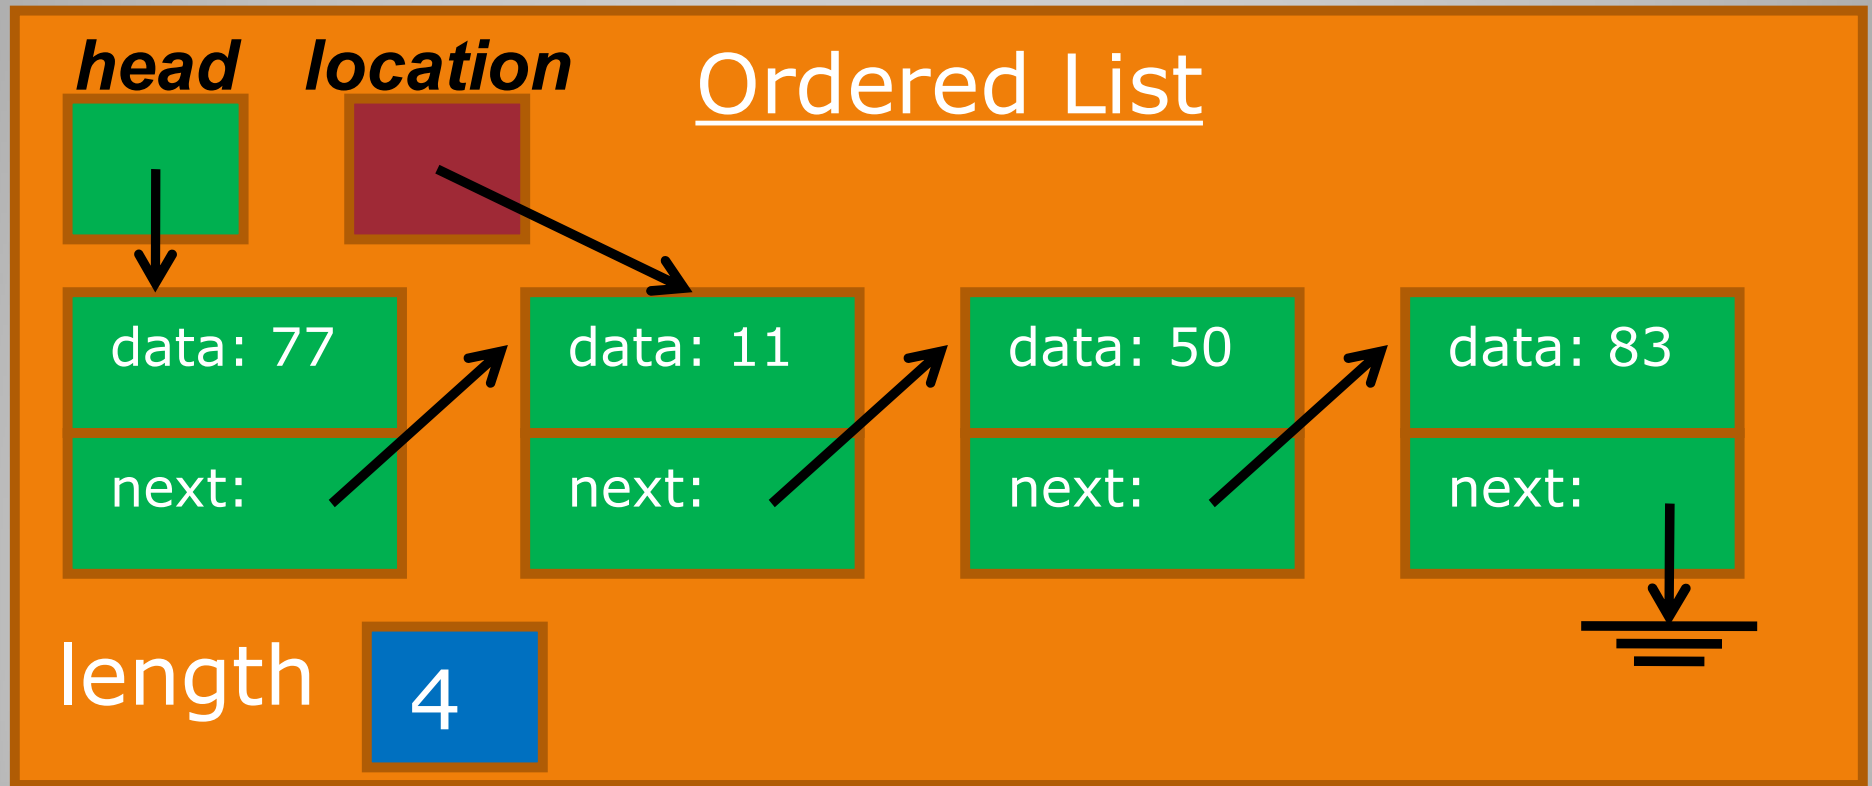 head location
Ordered List
data: 77 data: 11 data: 50 data: 83
next: next: next: next:
length 4